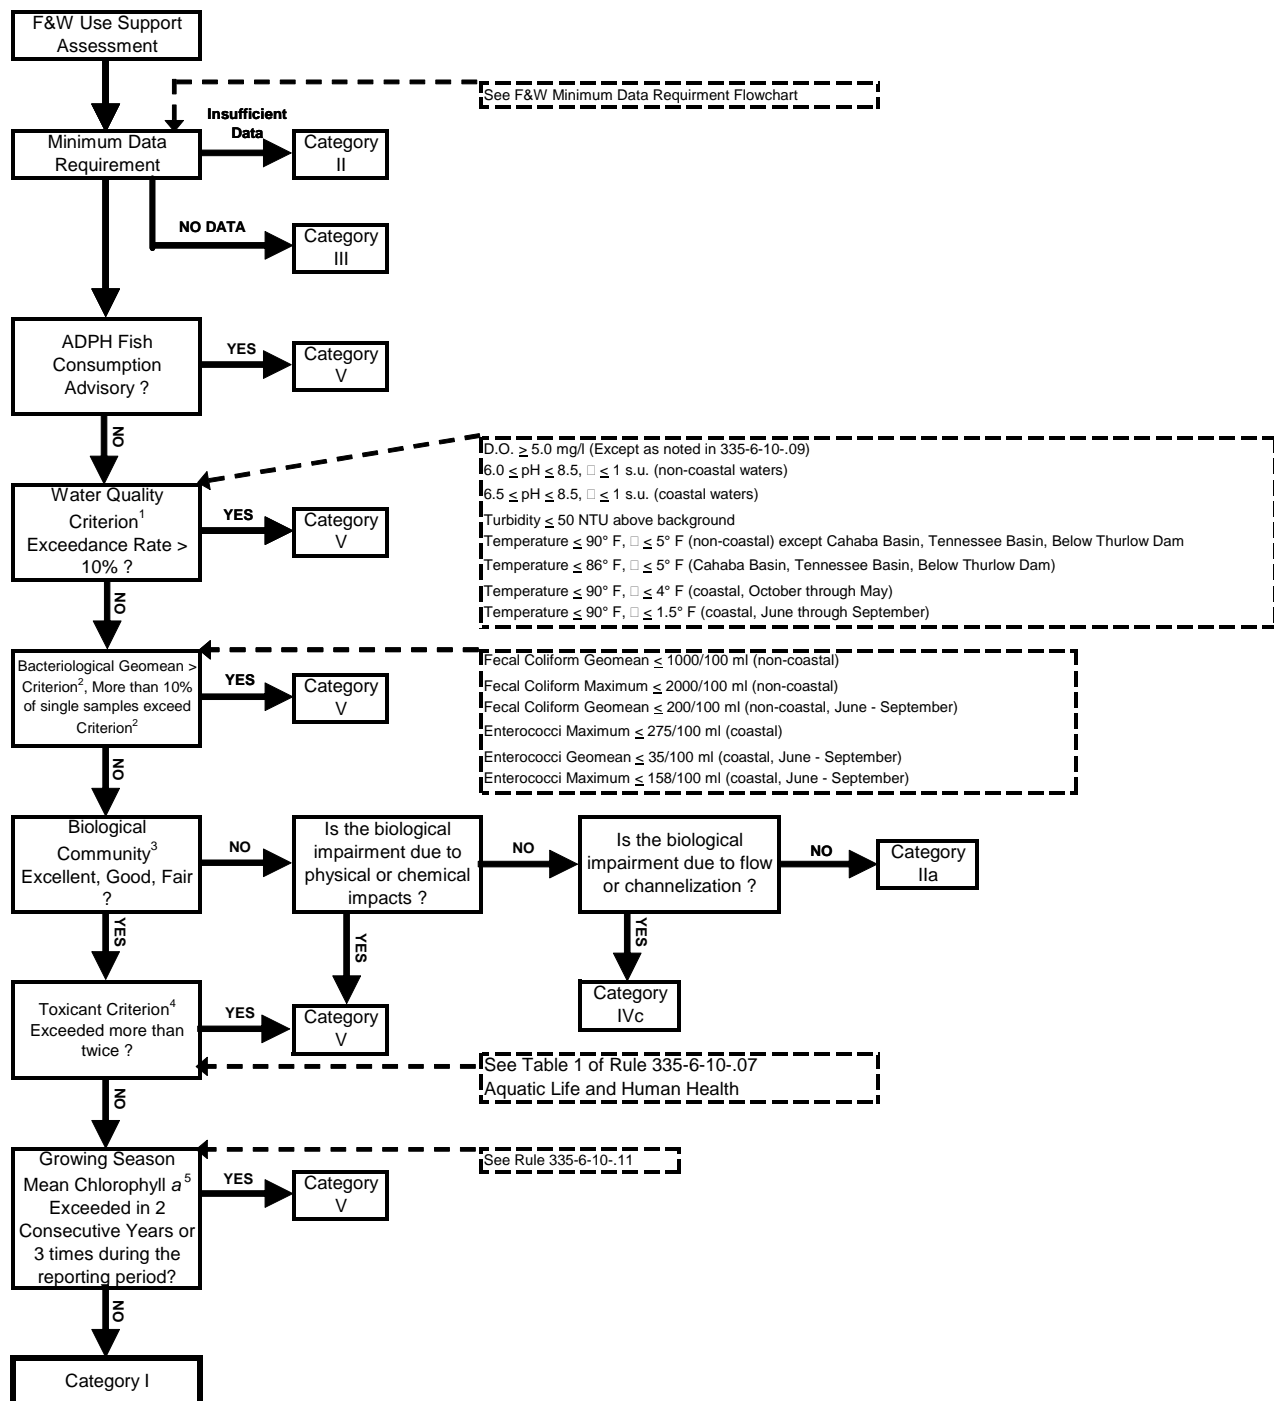 F&W Use Support
Assessment
See F&W Minimum Data Requirment Flowchart
Insufficient
Data
Minimum Data
Requirement
Category
II
NO DATA
Category
III
ADPH Fish
Consumption
Advisory ?
YES
Category
V
NO
D.O. ≥ 5.0 mg/l (Except as noted in 335-6-10-.09)
6.0 ≤ pH ≤ 8.5, □ ≤ 1 s.u. (non-coastal waters)
6.5 ≤ pH ≤ 8.5, □ ≤ 1 s.u. (coastal waters)
Turbidity ≤ 50 NTU above background
Temperature ≤ 90° F, □ ≤ 5° F (non-coastal) except Cahaba Basin, Tennessee Basin, Below Thurlow Dam
Temperature ≤ 86° F, □ ≤ 5° F (Cahaba Basin, Tennessee Basin, Below Thurlow Dam)
Temperature ≤ 90° F, □ ≤ 4° F (coastal, October through May)
Temperature ≤ 90° F, □ ≤ 1.5° F (coastal, June through September)
Water Quality
Criterion1
Exceedance Rate >
10% ?
YES
Category
V
NO
Bacteriological Geomean >
Criterion2, More than 10%
of single samples exceed
Criterion2
YES
Category
V
Fecal Coliform Geomean ≤ 1000/100 ml (non-coastal)
Fecal Coliform Maximum ≤ 2000/100 ml (non-coastal)
Fecal Coliform Geomean ≤ 200/100 ml (non-coastal, June - September)
Enterococci Maximum ≤ 275/100 ml (coastal)
Enterococci Geomean ≤ 35/100 ml (coastal, June - September)
Enterococci Maximum ≤ 158/100 ml (coastal, June - September)
NO
Biological
Community3
Excellent, Good, Fair
?
NO
Is the biological
impairment due to
physical or chemical
impacts ?
NO
Is the biological
impairment due to flow
or channelization ?
NO
Category
IIa
YES
YES
YES
Toxicant Criterion4
Exceeded more than
twice ?
YES
Category
V
Category
IVc
See Table 1 of Rule 335-6-10-.07
Aquatic Life and Human Health
NO
Growing Season
Mean Chlorophyll a5
Exceeded in 2
Consecutive Years or
3 times during the
reporting period?
YES
Category
V
See Rule 335-6-10-.11
NO
Category I